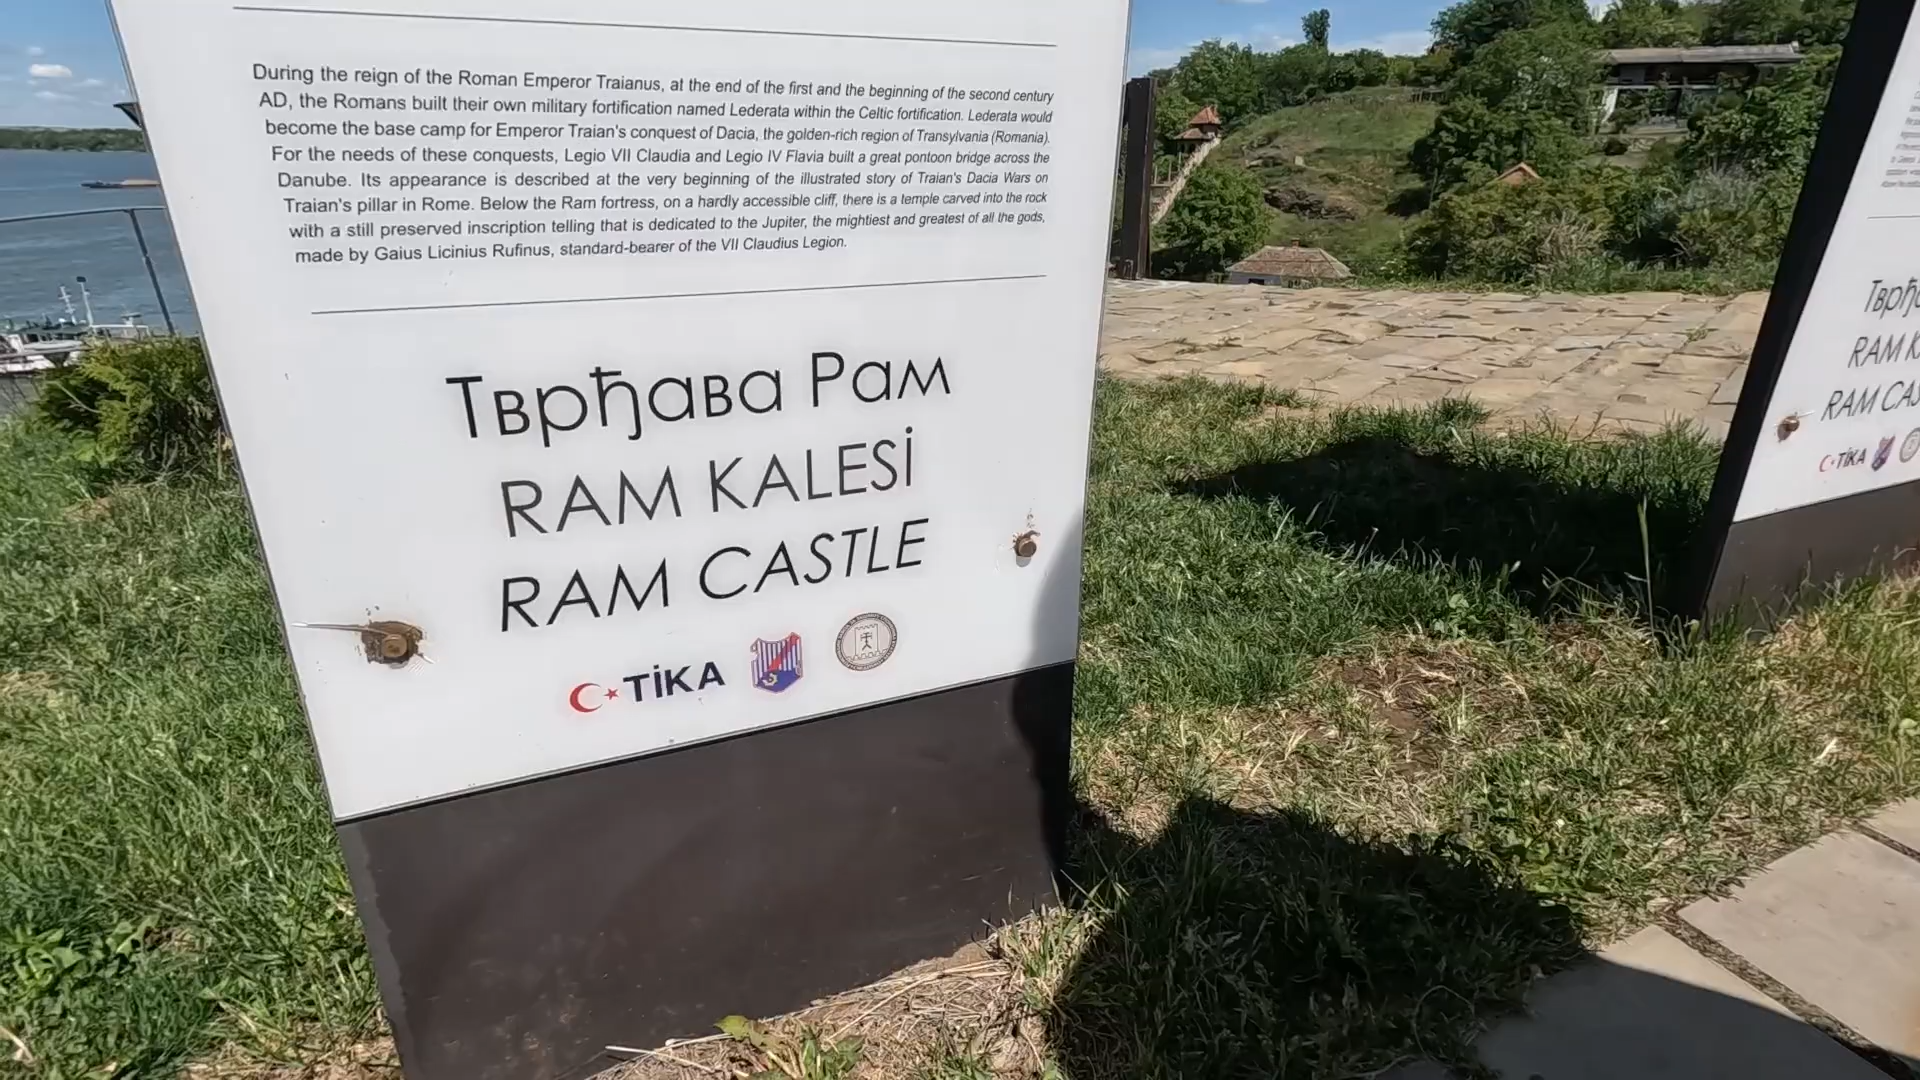 During the reign of the Roman Emperor Traianus, at the end of the first and the beginning of the second century
AD, the Romans built their own military fortification named Lederata within the Celtic fortification. Lederata would
become the base camp for Emperor Traian's conquest of Dacia, the golden-rich region of Transylvania (Romania).
For the needs of these conquests, Legio VII Claudia and Legio IV Flavia built a great pontoon bridge across the
Danube. Its appearance is described at the very beginning of the illustrated story of Traian's Dacia Wars on
Traian's pillar in Rome. Below the Ram fortress, on a hardly accessible cliff, there is a temple carved into the rock
with a still preserved inscription telling that is dedicated to the Jupiter, the mightiest and greatest of all the gods,
made by Gaius Licinius Rufinus, standard-bearer of the VII Claudius Legion.
Тврђава Рам
RAM KALESİ
RAM CASTLE
TİKA
RAM
RAM
TİKA